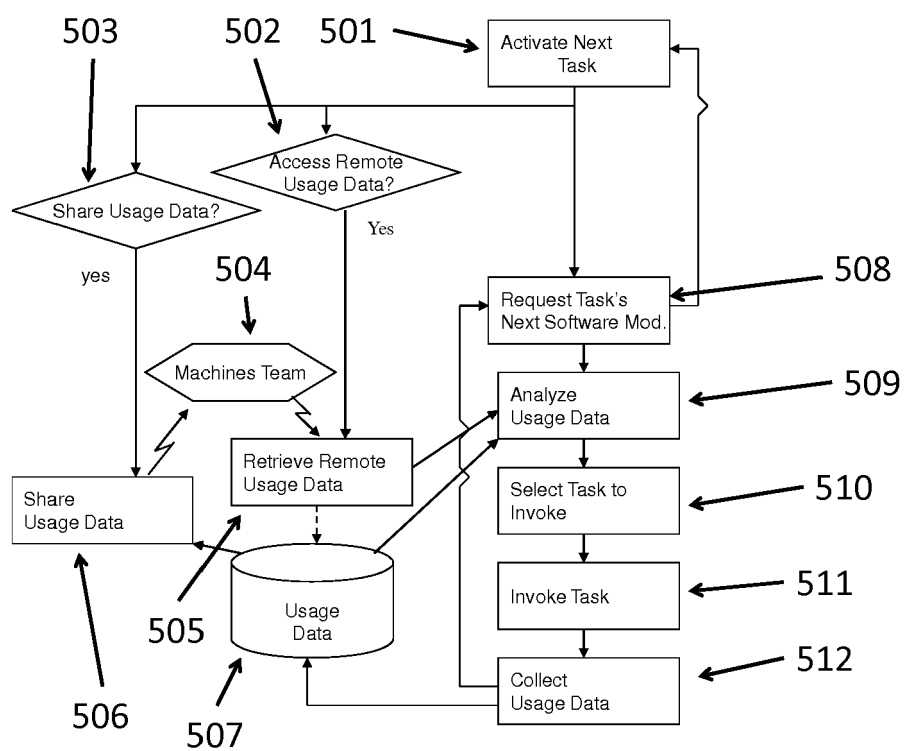 503
502
501
Activate Next
Task
Access Remote
Usage Data?
Share Usage Data?
Yes
yes
504
508
Request Task's
Next Software Mod.
Machines Team
509
Analyze
Usage Data
Retrieve Remote
Usage Data
Share
Usage Data
Select Task to
Invoke
510
Usage
Data
Invoke Task
511
505
Collect
Usage Data
512
506
507